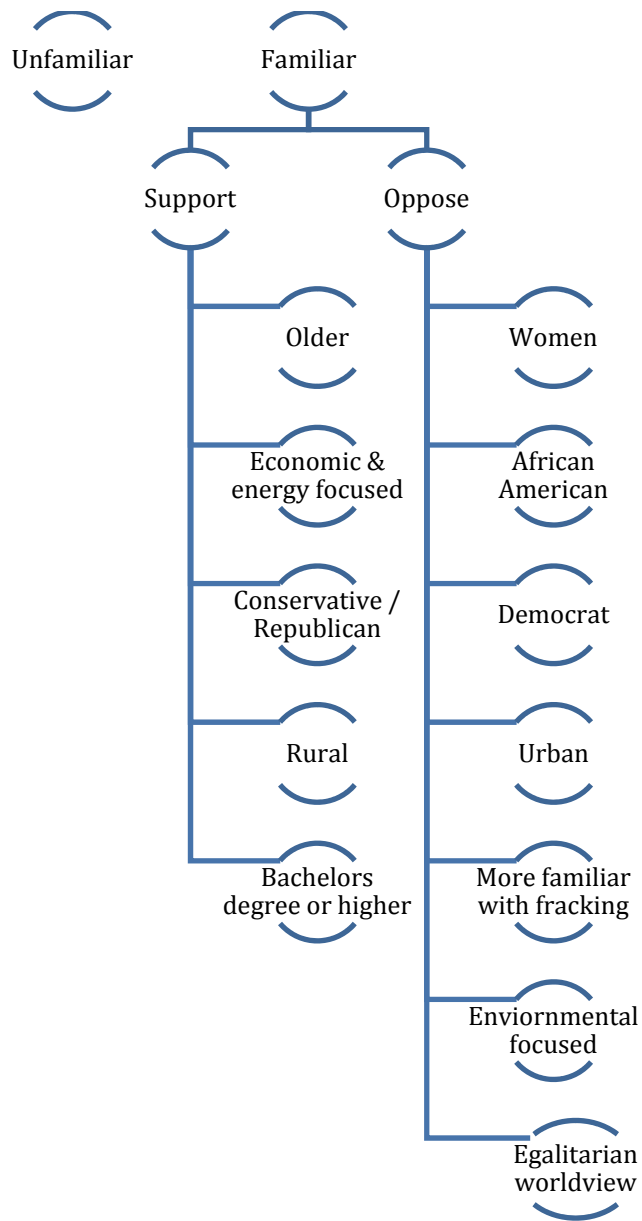 Unfamiliar
Familiar
Support
Oppose
Older
Economic &
energy focused
Conservative /
Republican
Rural
Bachelors
degree or higher
Women
African
American
Democrat
Urban
More familiar
with fracking
Enviornmental
focused
Egalitarian
worldview